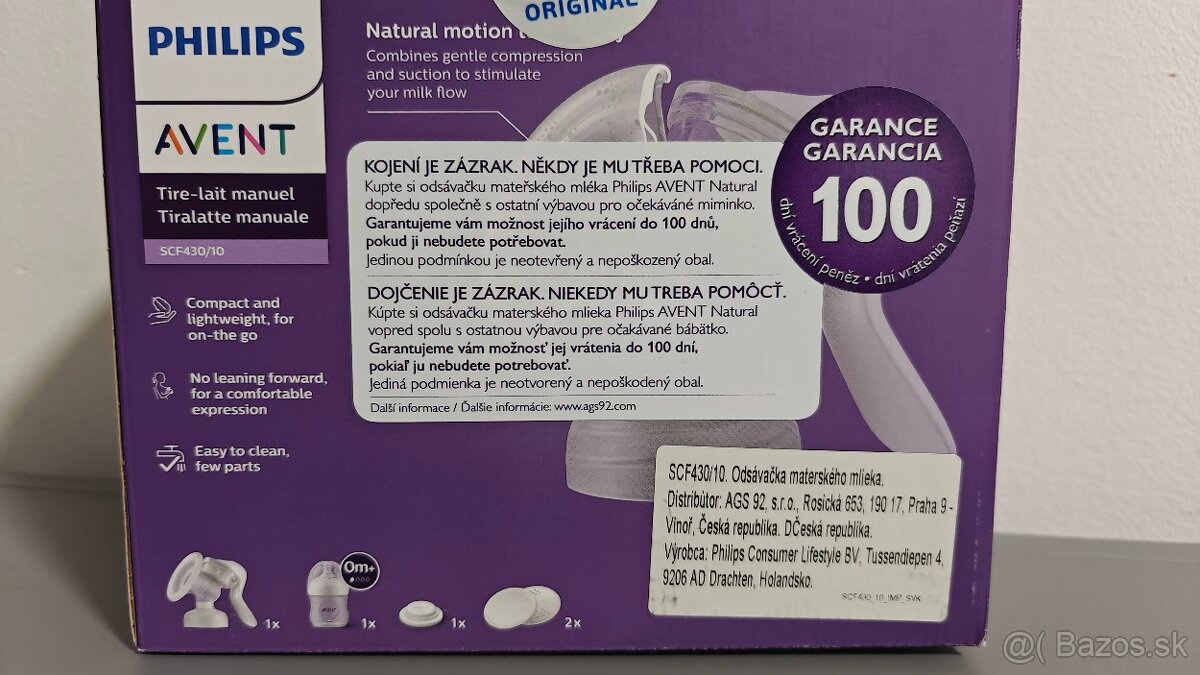 ORIGINAL
PHILIPS
AVENT
Tire-lait manuel
Tiralatte manuale
SCF430/10
Compact and
lightweight, for
on-the go
No leaning forward,
for a comfortable
expression
Easy to clean,
few parts
Natural motion
Combines gentle compression
and suction to stimulate
your milk flow
KOJENÍ JE ZÁZRAK. NĚKDY JE MU TŘEBA POMOCI.
Kupte si odsávačku mateřského mléka Philips AVENT Natural
dopředu společně s ostatní výbavou pro očekáváné miminko.
Garantujeme vám možnost jejího vrácení do 100 dnů,
pokud ji nebudete potřebovat.
Jedinou podmínkou je neotevřený a nepoškozený obal.
DOJČENIE JE ZÁZRAK. NIEKEDY MU TREBA POMÔCŤ.
Kúpte si odsávačku materského mlieka Philips AVENT Natural
vopred spolu s ostatnou výbavou pre očakávané bábätko.
Garantujeme vám možnosť jej vrátenia do 100 dní,
pokiaľ ju nebudete potrebovať.
Jediná podmienka je neotvorený a nepoškodený obal.
Další informace / Ďalšie informácie: www.ags92.com
GARANCE
GARANCIA
100
dní vrácení peněz • dní vrátenia peňazí
SCF430/10. Odsávačka materského mlieka.
Distribútor: AGS 92, s.r.o., Rosická 653, 190 17, Praha 9 -
Vinoř, Česká republika. DČeská republika.
Výrobca: Philips Consumer Lifestyle BV, Tussendiepen 4,
9206 AD Drachten, Holandsko.
SCF430_10_IMP_SVK
0m+
AVENT
1x
1x
1x
2x
@( Bazos.sk